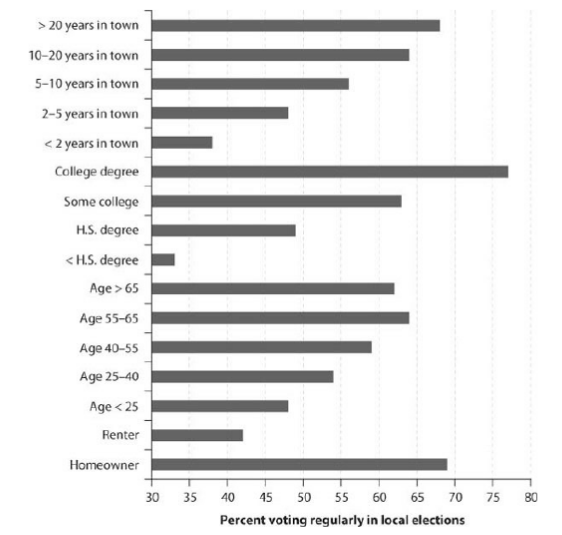 > 20 years in town
10–20 years in town
5–10 years in town
2–5 years in town
< 2 years in town
College degree
Some college
H.S. degree
< H.S. degree
Age > 65
Age 55–65
Age 40–55
Age 25–40
Age < 25
Renter
Homeowner
30 35 40 45 50 55 60 65 70 75 80
Percent voting regularly in local elections